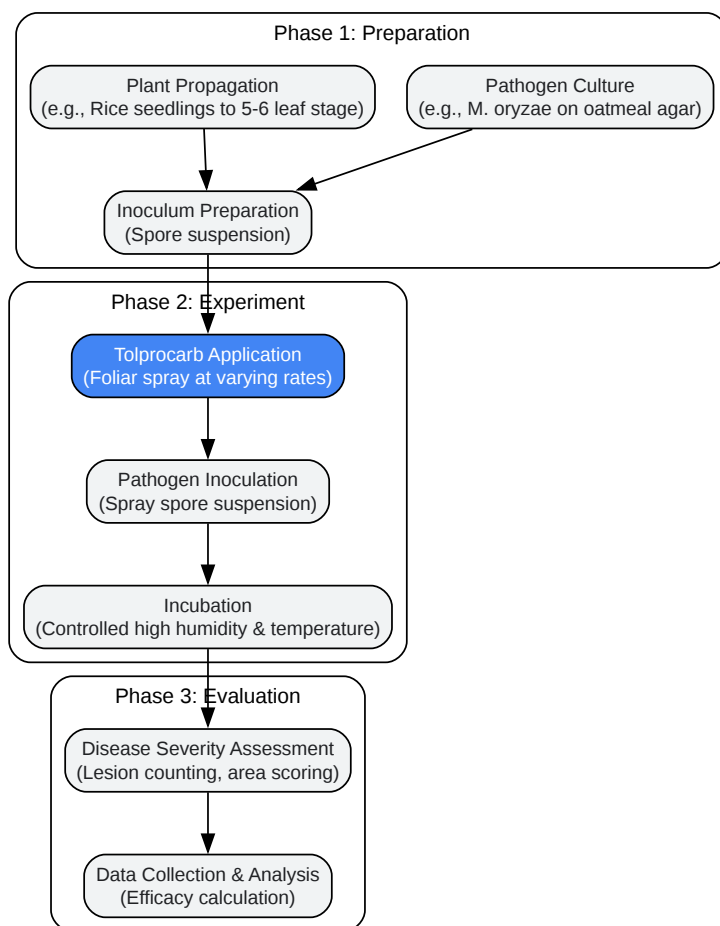 Phase 1: Preparation
Plant Propagation
(e.g., Rice seedlings to 5-6 leaf stage)
Pathogen Culture
(e.g., M. oryzae on oatmeal agar)
Inoculum Preparation
(Spore suspension)
Phase 2: Experiment
Tolprocarb Application
(Foliar spray at varying rates)
Pathogen Inoculation
(Spray spore suspension)
Incubation
(Controlled high humidity & temperature)
Phase 3: Evaluation
Disease Severity Assessment
(Lesion counting, area scoring)
Data Collection & Analysis
(Efficacy calculation)